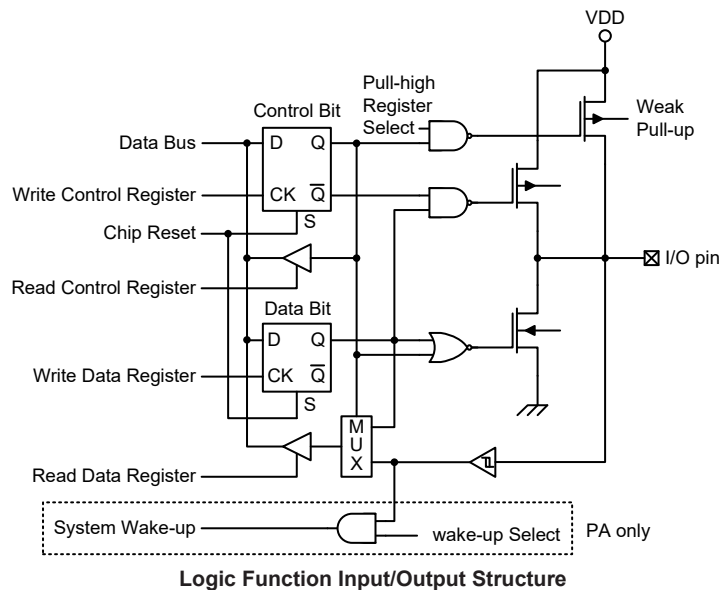 VDD
Pull-high
Register
Select
Weak
Pull-up
Control Bit
Data Bus
D
Q
Write Control Register
CK
Q
S
Chip Reset
I/O pin
Read Control Register
Data Bit
D
Q
Write Data Register
CK
Q
S
M
U
X
Read Data Register
System Wake-up
wake-up Select
PA only
Logic Function Input/Output Structure